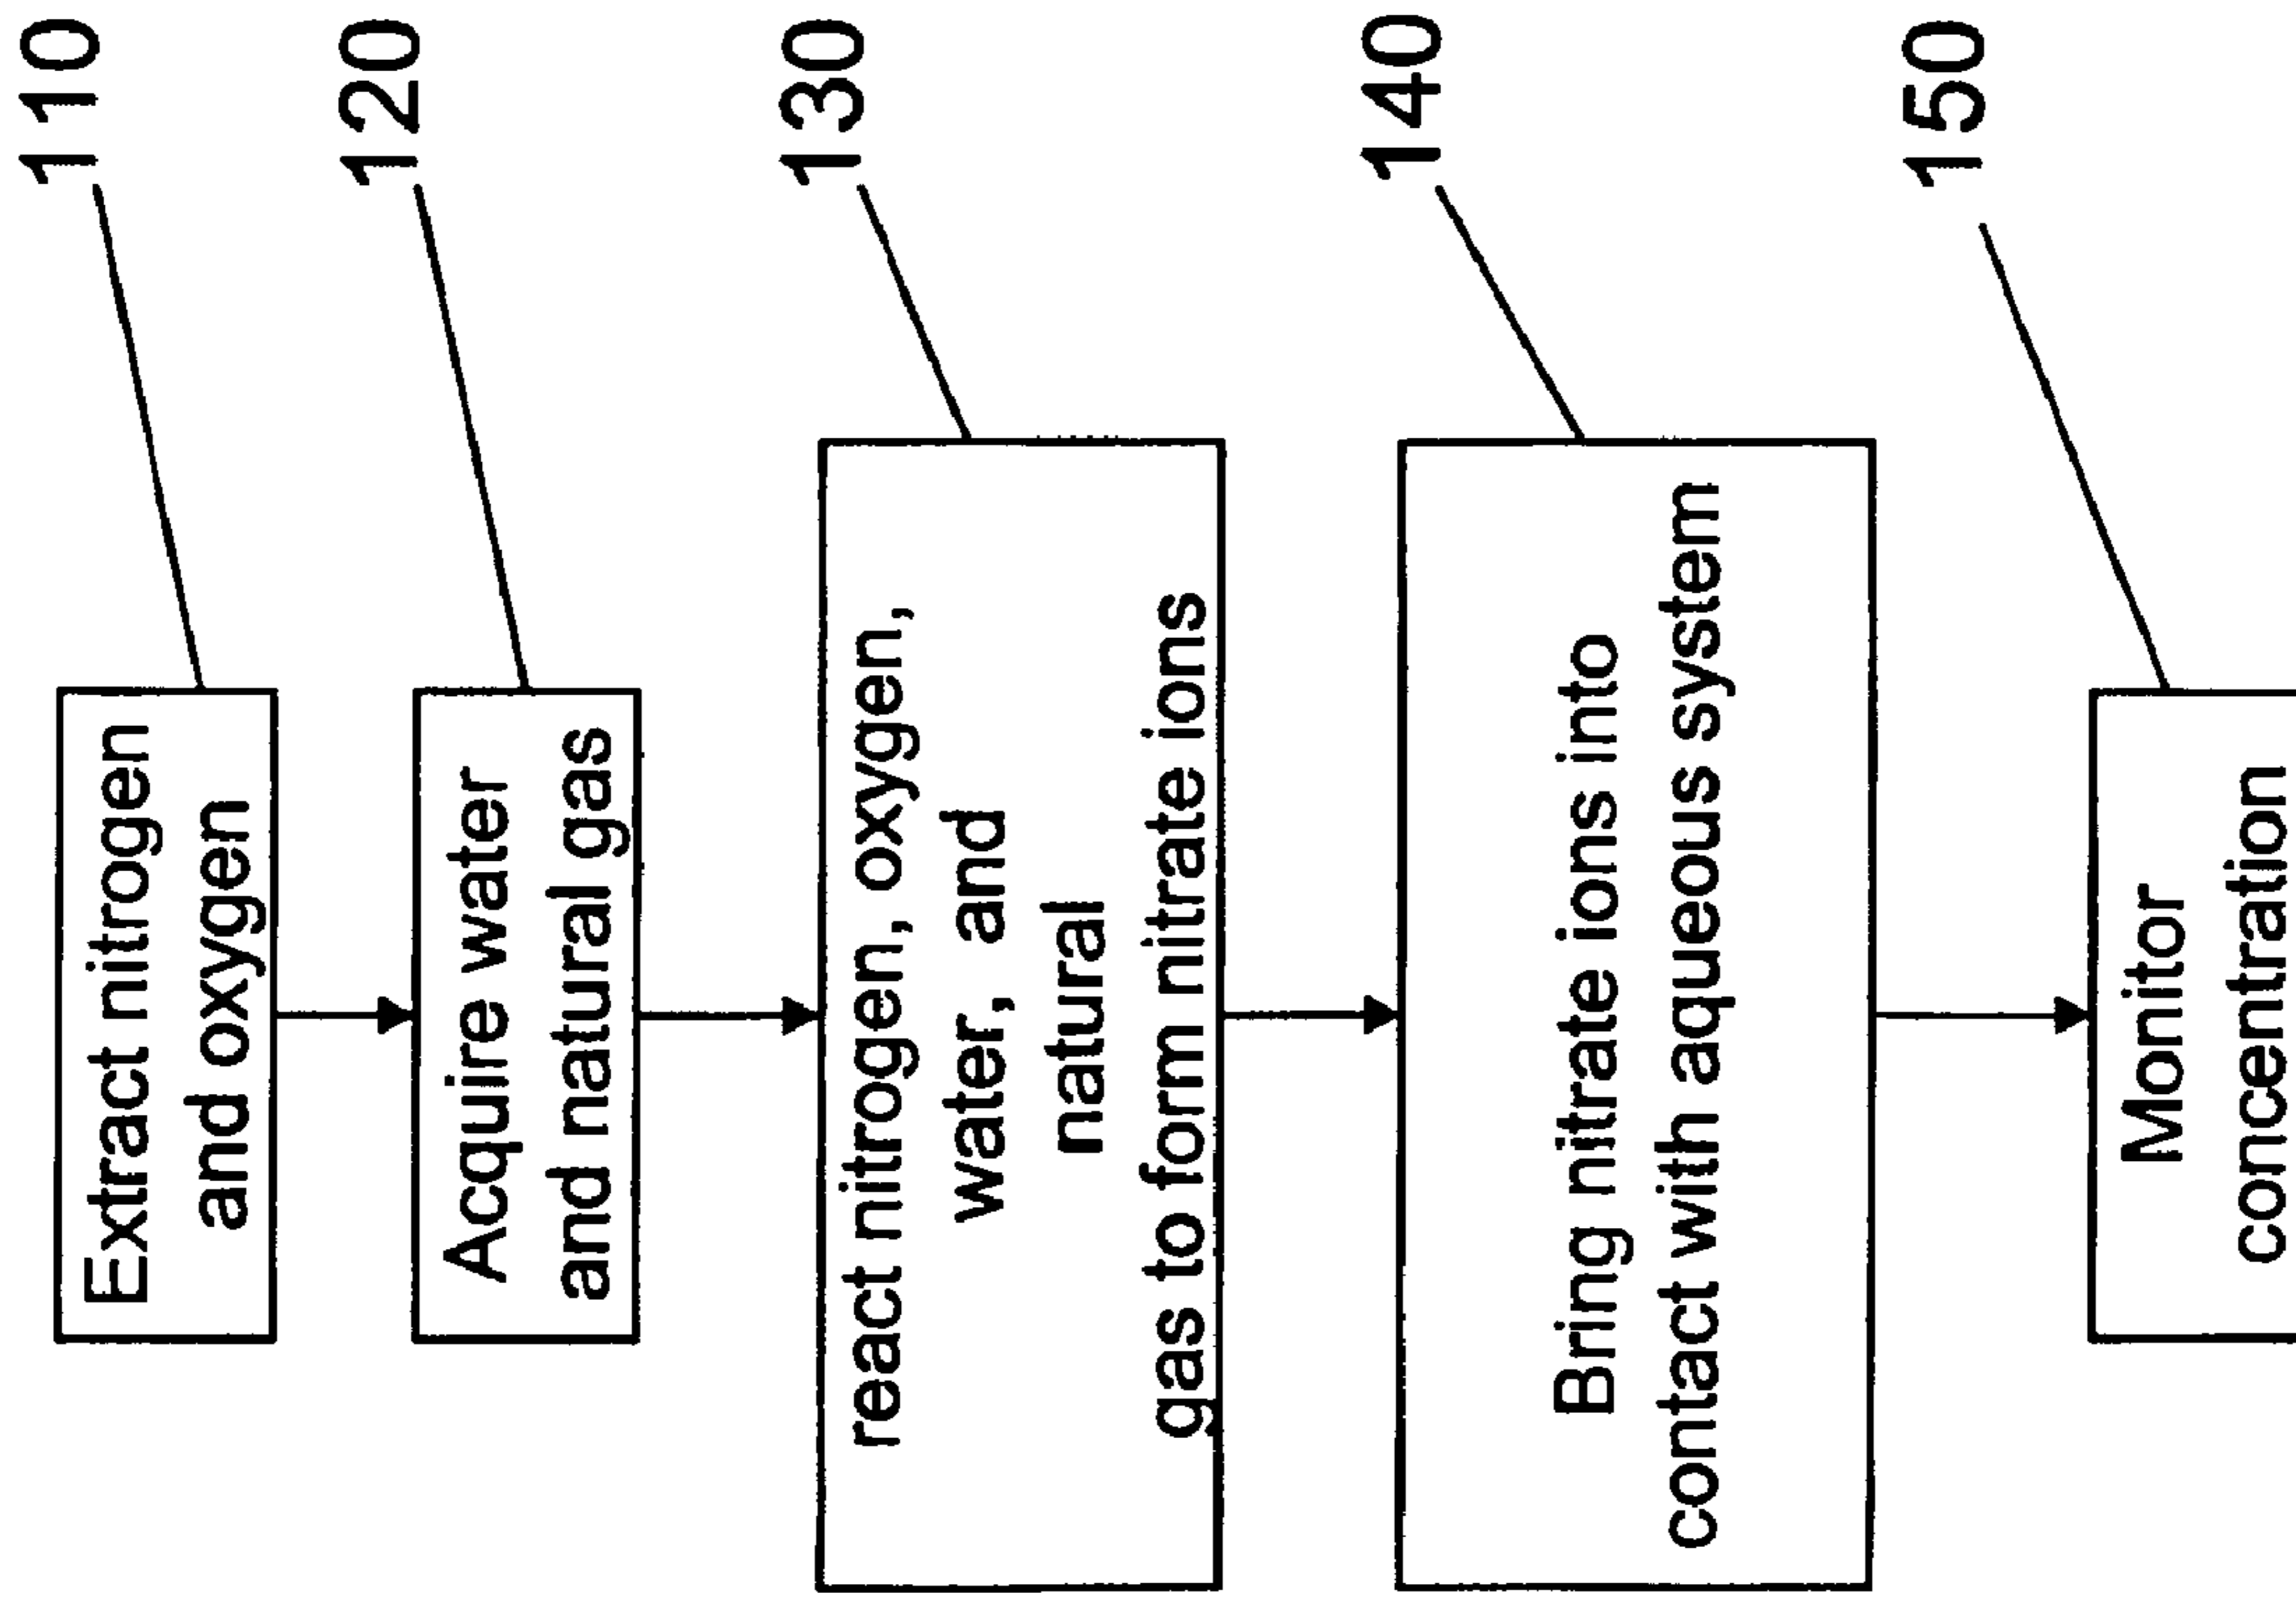 110
Extract nitrogen
and oxygen
120
Acquire water
and natural gas
130
react nitrogen, oxygen,
water, and
natural
gas to form nitrate ions
140
Bring nitrate ions into
contact with aqueous system
150
Monitor
concentration